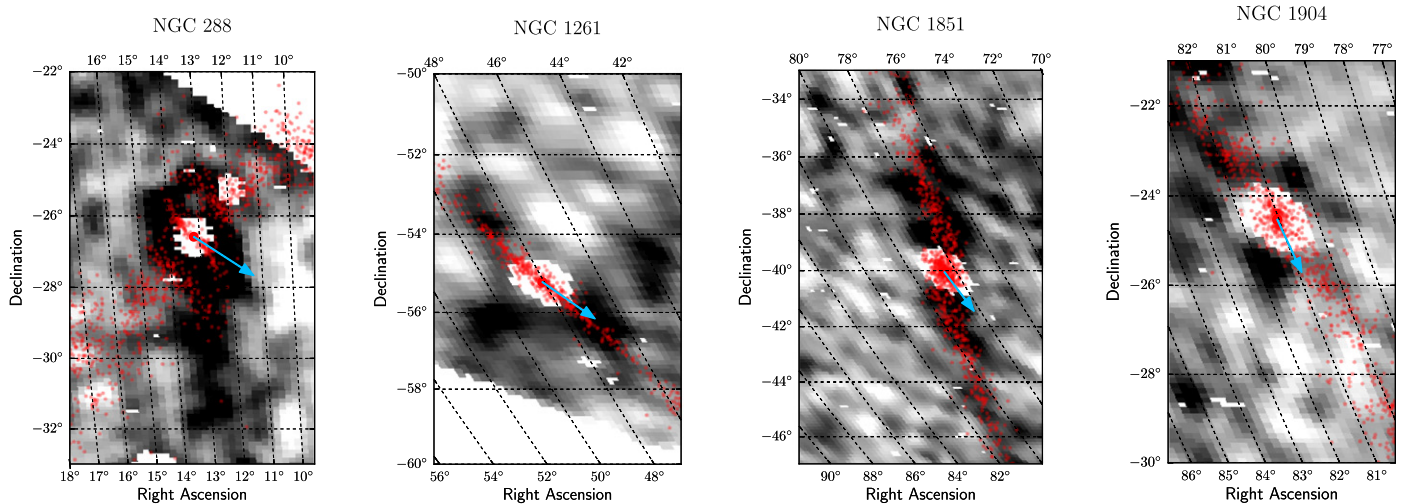 NGC 288
16° 15° 14° 13° 12° 11° 10°
−22°
−24°
−26°
−28°
−30°
−32°
Declination
18° 17° 16° 15° 14° 13° 12° 11° 10°
Right Ascension
NGC 1261
48° 46° 44° 42°
−50°
−52°
−54°
−56°
−58°
−60°
Declination
56° 54° 52° 50° 48°
Right Ascension
NGC 1851
80° 78° 76° 74° 72° 70°
−34°
−36°
−38°
−40°
−42°
−44°
−46°
Declination
90° 88° 86° 84° 82°
Right Ascension
NGC 1904
82° 81° 80° 79° 78° 77°
−22°
−24°
−26°
−28°
−30°
Declination
86° 85° 84° 83° 82° 81°
Right Ascension